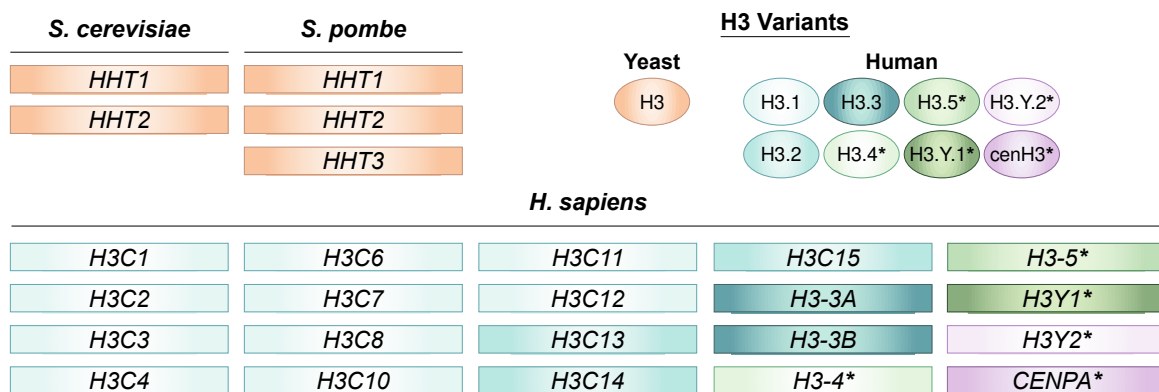 S. cerevisiae
S. pombe
H3 Variants
HHT1
HHT1
HHT2
HHT2
HHT3
Yeast
Human
H3
H3.1
H3.3
H3.5*
H3.Y.2*
H3.2
H3.4*
H3.Y.1*
cenH3*
H. sapiens
H3C1
H3C6
H3C11
H3C15
H3-5*
H3C2
H3C7
H3C12
H3-3A
H3Y1*
H3C3
H3C8
H3C13
H3-3B
H3Y2*
H3C4
H3C10
H3C14
H3-4*
CENPA*